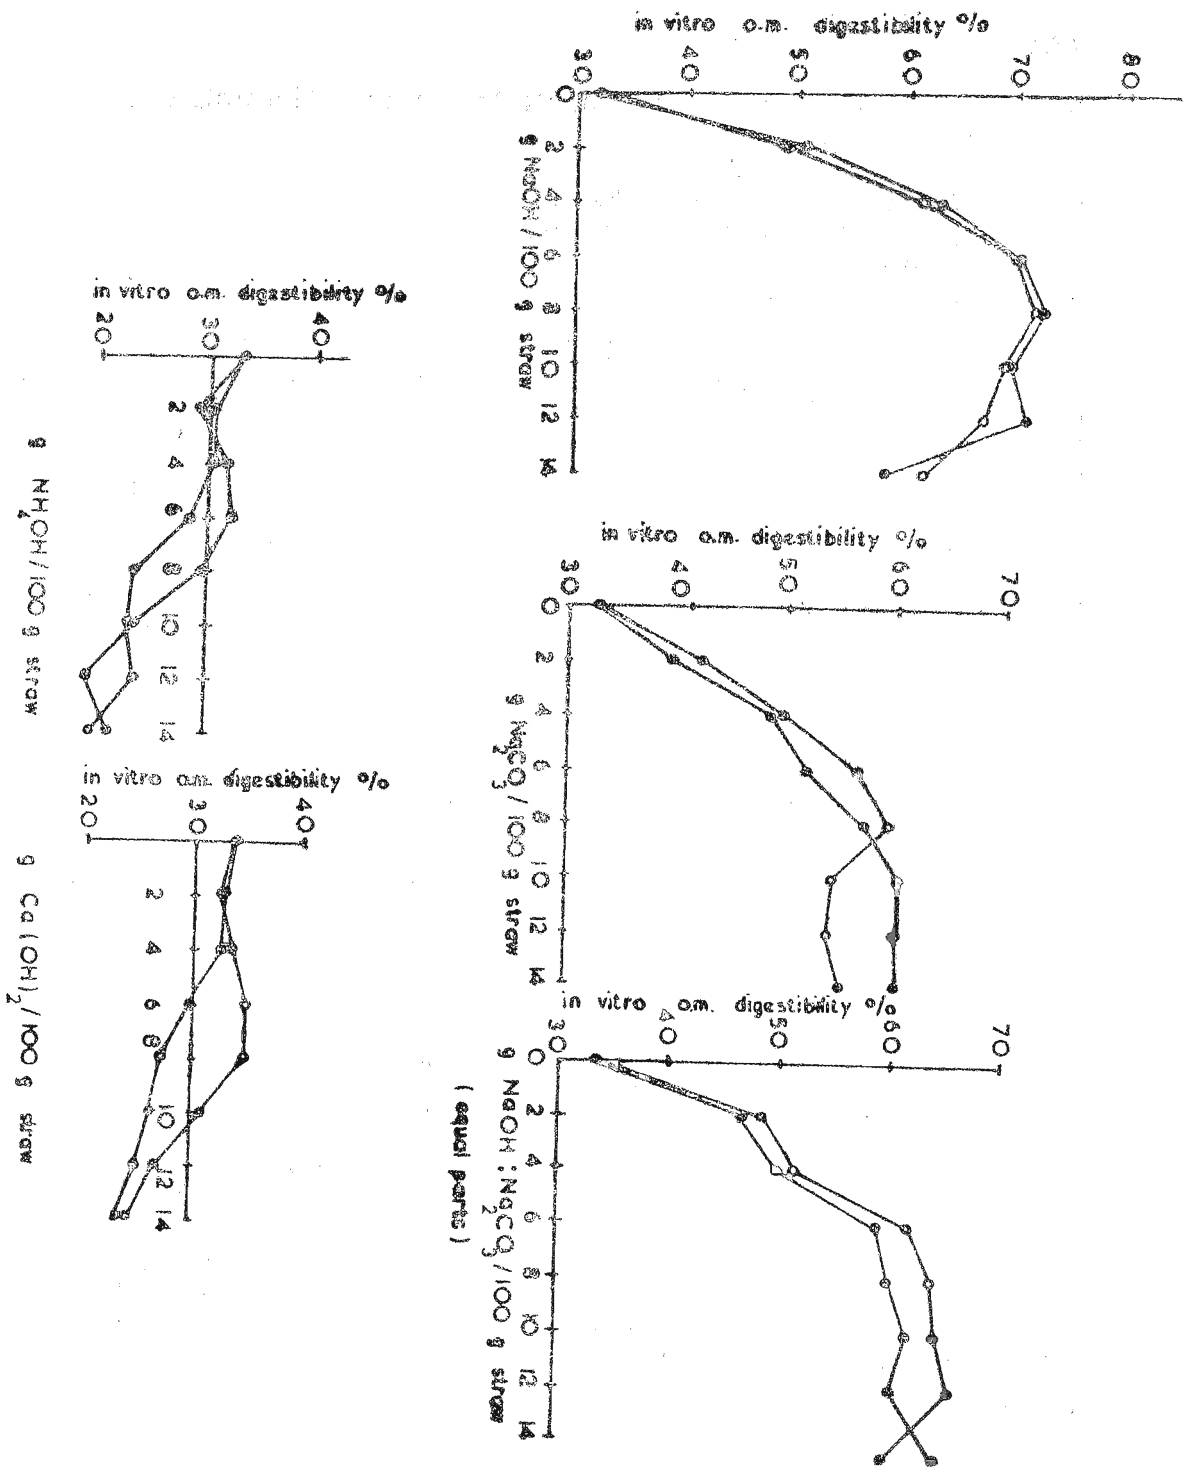 in vitro o.m. digestibility %
30 40 50 60 70 80
0 2 4 6 8 10 12 14
g NaOH/100 g straw
in vitro o.m. digestibility %
30 40 50 60 70
0 2 4 6 8 10 12 14
g Na2CO3/100 g straw
in vitro o.m. digestibility %
30 40 50 60 70
0 2 4 6 8 10 12 14
g NaOH:Na2CO3/100 g straw
(equal parts)
in vitro o.m. digestibility %
20 30 40
2 4 6 8 10 12 14
g NH4OH/100 g straw
in vitro o.m. digestibility %
20 30 40
2 4 6 8 10 12 14
g Ca(OH)2/100 g straw